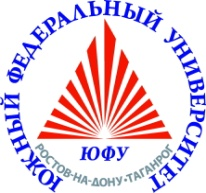 ЮЖНЫЙ ФЕДЕРАЛЬНЫЙ УНИВЕРСИТЕТ
ЮФУ
РОСТОВ-НА-ДОНУ·ТАГАНРОГ